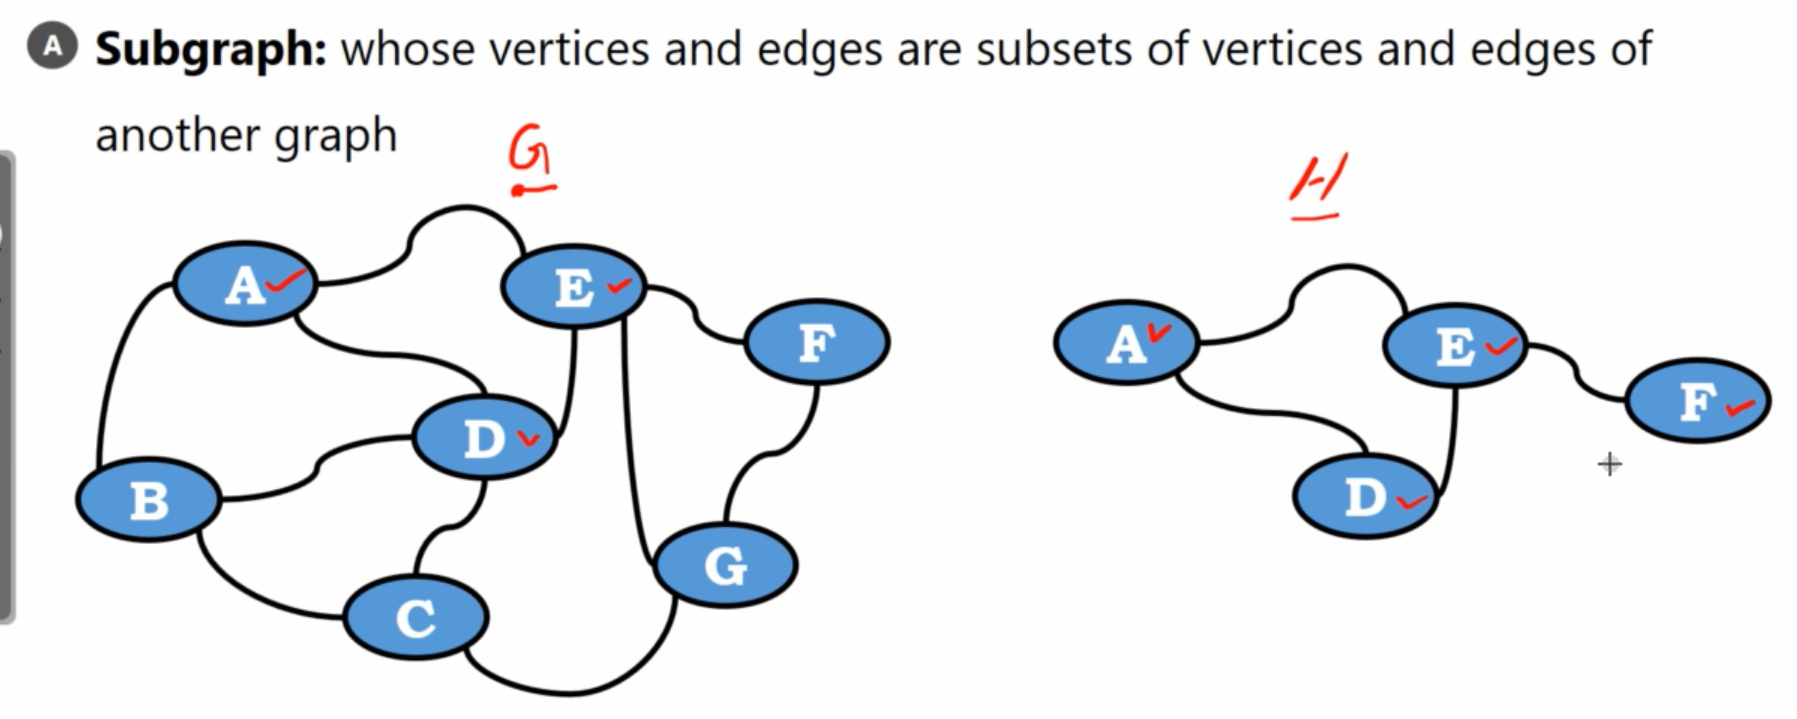 A Subgraph: whose vertices and edges are subsets of vertices and edges of
another graph
G
H
A
E
F
D
B
G
C
A
E
F
D